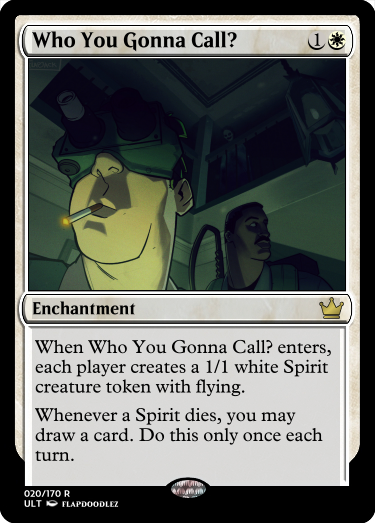 Who You Gonna Call? 1
Enchantment
When Who You Gonna Call? enters,
each player creates a 1/1 white Spirit
creature token with flying.
Whenever a Spirit dies, you may
draw a card. Do this only once each
turn.
020/170 R
ULT FLAPDOODLEZ